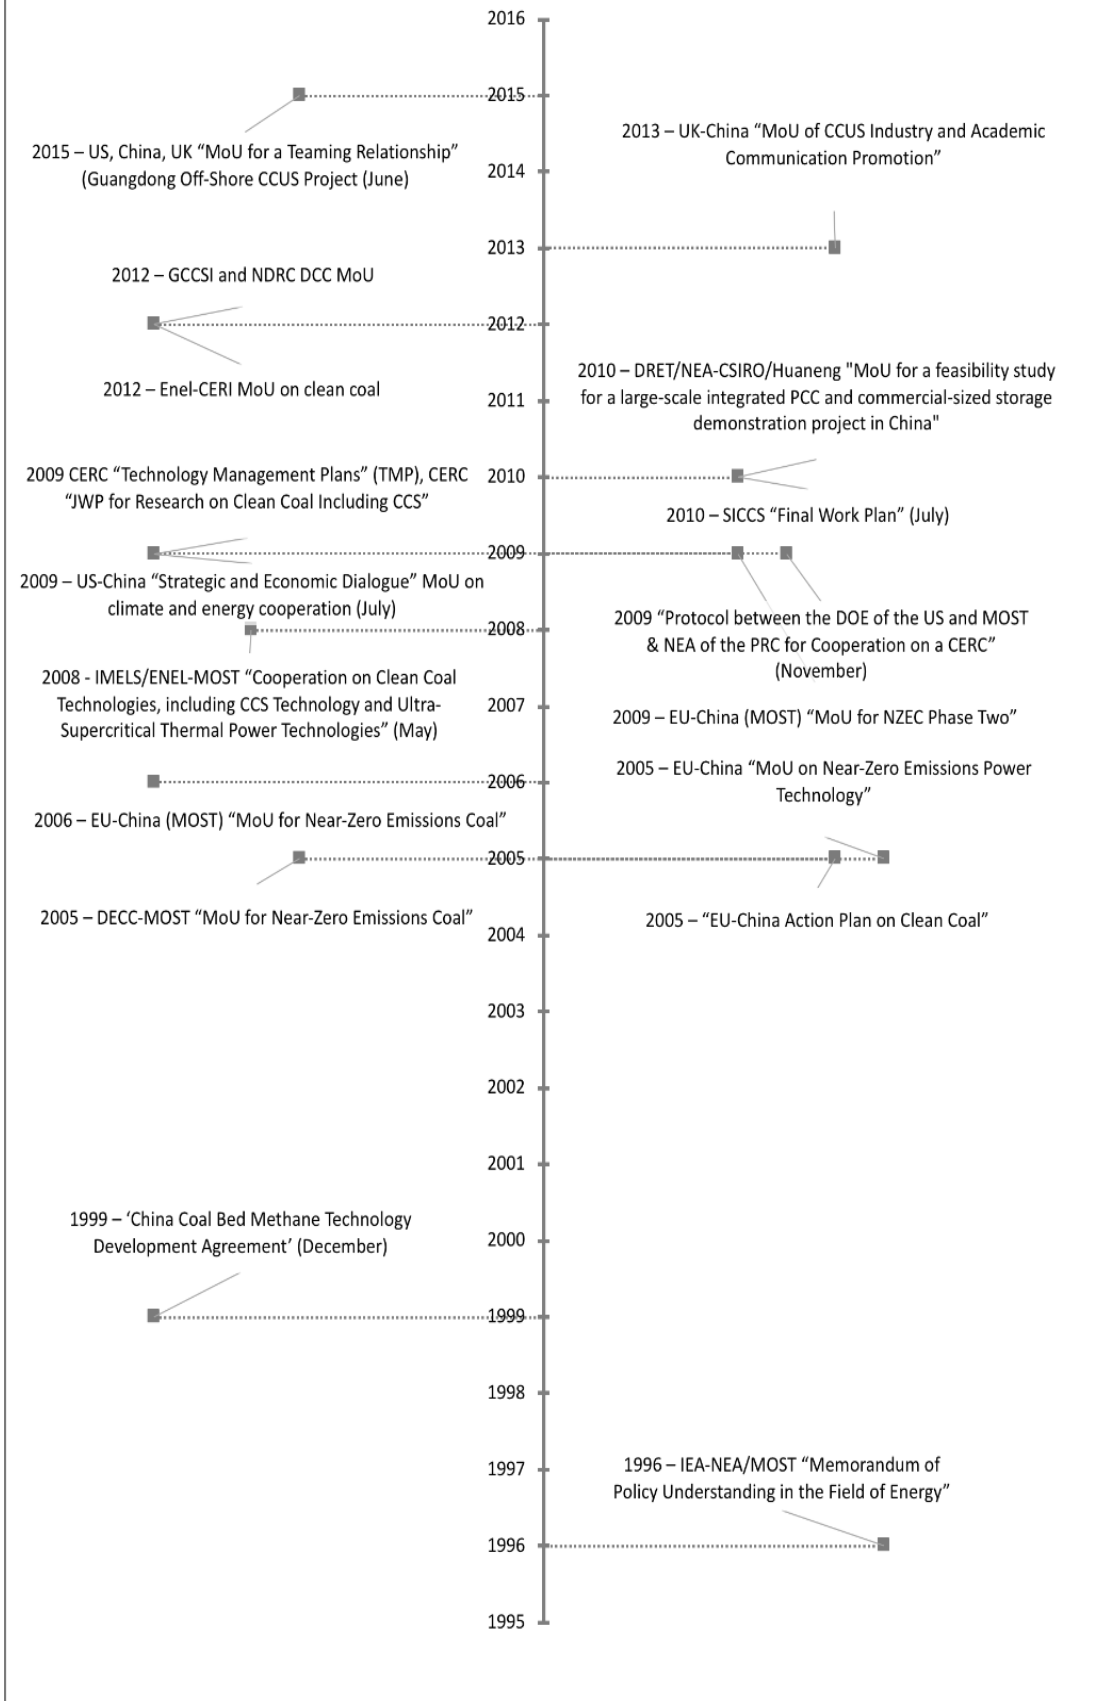 2016
2015
2013 – UK-China “MoU of CCUS Industry and Academic
Communication Promotion”
2015 – US, China, UK “MoU for a Teaming Relationship”
(Guangdong Off-Shore CCUS Project (June)
2014
2013
2012 – GCCSI and NDRC DCC MoU
2012
2010 – DRET/NEA-CSIRO/Huaneng "MoU for a feasibility study
for a large-scale integrated PCC and commercial-sized storage
demonstration project in China"
2012 – Enel-CERI MoU on clean coal
2011
2009 CERC “Technology Management Plans” (TMP), CERC
“JWP for Research on Clean Coal Including CCS”
2010
2010 – SICCS “Final Work Plan” (July)
2009
2009 – US-China “Strategic and Economic Dialogue” MoU on
climate and energy cooperation (July)
2009 “Protocol between the DOE of the US and MOST
& NEA of the PRC for Cooperation on a CERC”
(November)
2008
2008 - IMELS/ENEL-MOST “Cooperation on Clean Coal
Technologies, including CCS Technology and Ultra-
Supercritical Thermal Power Technologies” (May)
2007
2009 – EU-China (MOST) “MoU for NZEC Phase Two”
2005 – EU-China “MoU on Near-Zero Emissions Power
Technology”
2006
2006 – EU-China (MOST) “MoU for Near-Zero Emissions Coal”
2005
2005 – DECC-MOST “MoU for Near-Zero Emissions Coal”
2005 – “EU-China Action Plan on Clean Coal”
2004
2003
2002
2001
1999 – ‘China Coal Bed Methane Technology
Development Agreement’ (December)
2000
1999
1998
1997
1996 – IEA-NEA/MOST “Memorandum of
Policy Understanding in the Field of Energy”
1996
1995